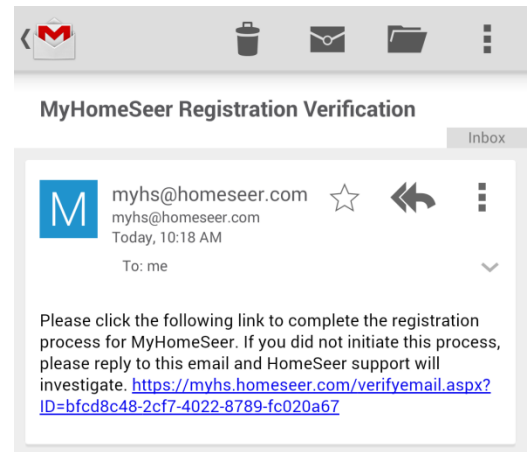 MyHomeSeer Registration Verification
Inbox
M
myhs@homeseer.com
myhs@homeseer.com
Today, 10:18 AM
To: me
Please click the following link to complete the registration
process for MyHomeSeer. If you did not initiate this process,
please reply to this email and HomeSeer support will
investigate. https://myhs.homeseer.com/verifyemail.aspx?
ID=bfcd8c48-2cf7-4022-8789-fc020a67